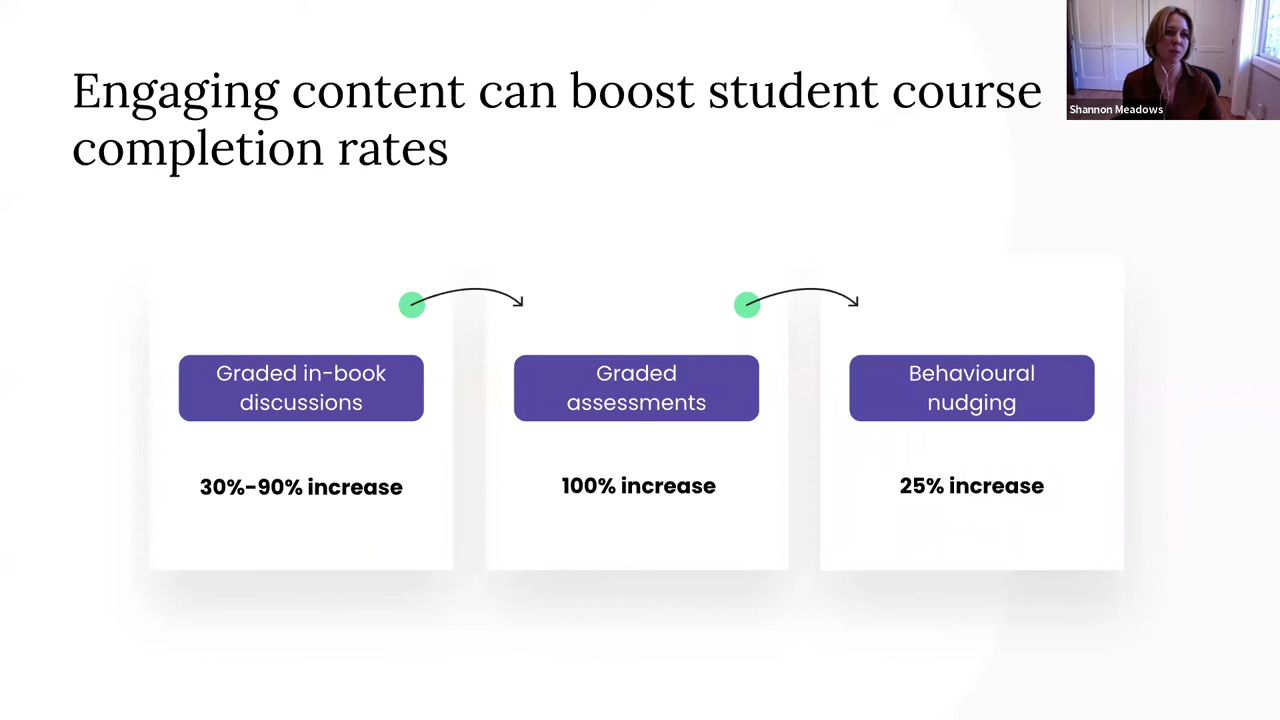 Engaging content can boost student course
completion rates
Shannon Meadows
Graded in-book
discussions
30%-90% increase
Graded
assessments
100% increase
Behavioural
nudging
25% increase